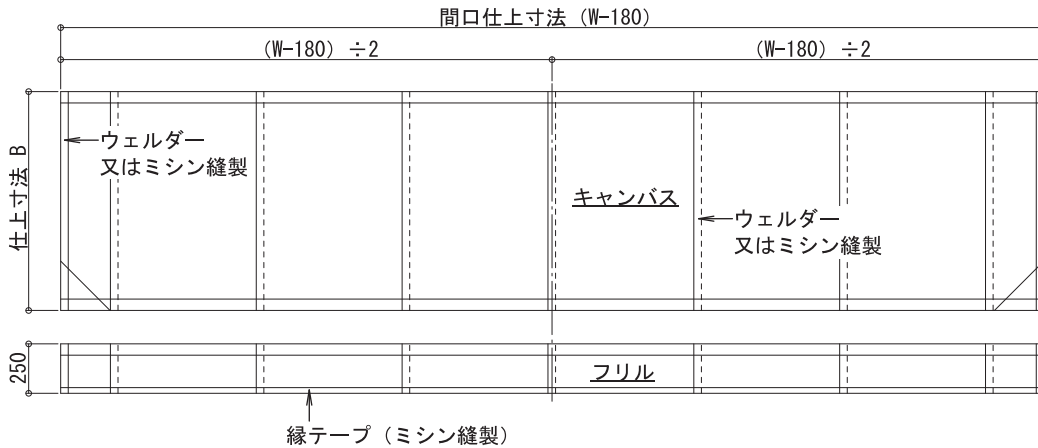 間口仕上寸法 (W-180)
(W-180) ÷2
(W-180) ÷2
仕上寸法 B
ウェルダー
又はミシン縫製
キャンバス
ウェルダー
又はミシン縫製
250
フリル
縁テープ（ミシン縫製）